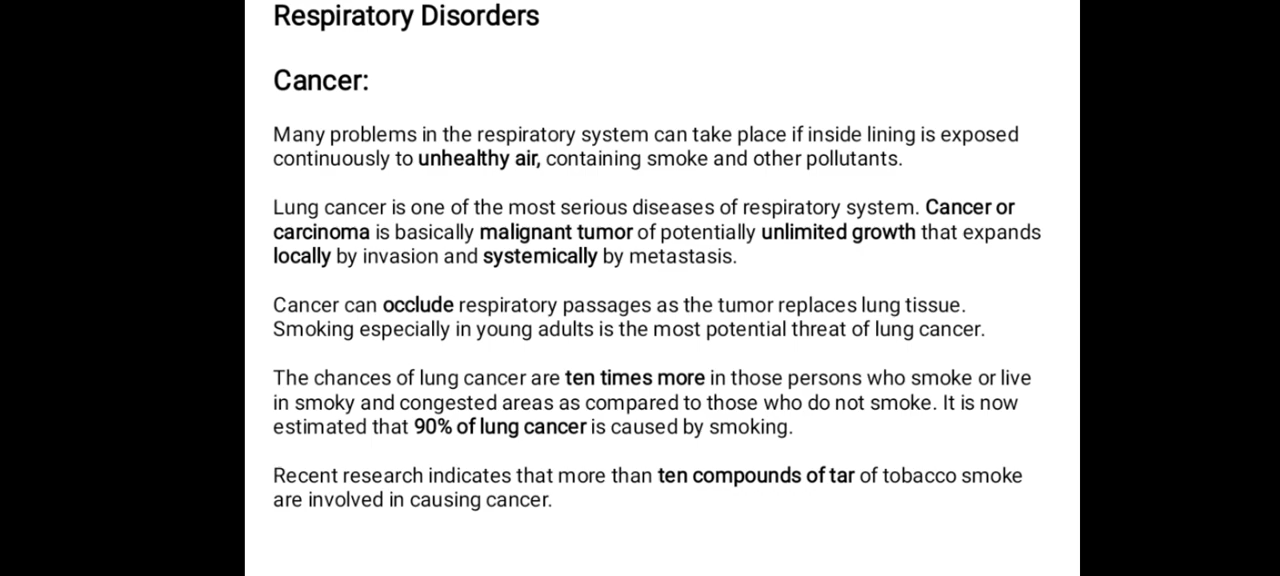 Respiratory Disorders
Cancer:
Many problems in the respiratory system can take place if inside lining is exposed
continuously to unhealthy air, containing smoke and other pollutants.
Lung cancer is one of the most serious diseases of respiratory system. Cancer or
carcinoma is basically malignant tumor of potentially unlimited growth that expands
locally by invasion and systemically by metastasis.
Cancer can occlude respiratory passages as the tumor replaces lung tissue.
Smoking especially in young adults is the most potential threat of lung cancer.
The chances of lung cancer are ten times more in those persons who smoke or live
in smoky and congested areas as compared to those who do not smoke. It is now
estimated that 90% of lung cancer is caused by smoking.
Recent research indicates that more than ten compounds of tar of tobacco smoke
are involved in causing cancer.